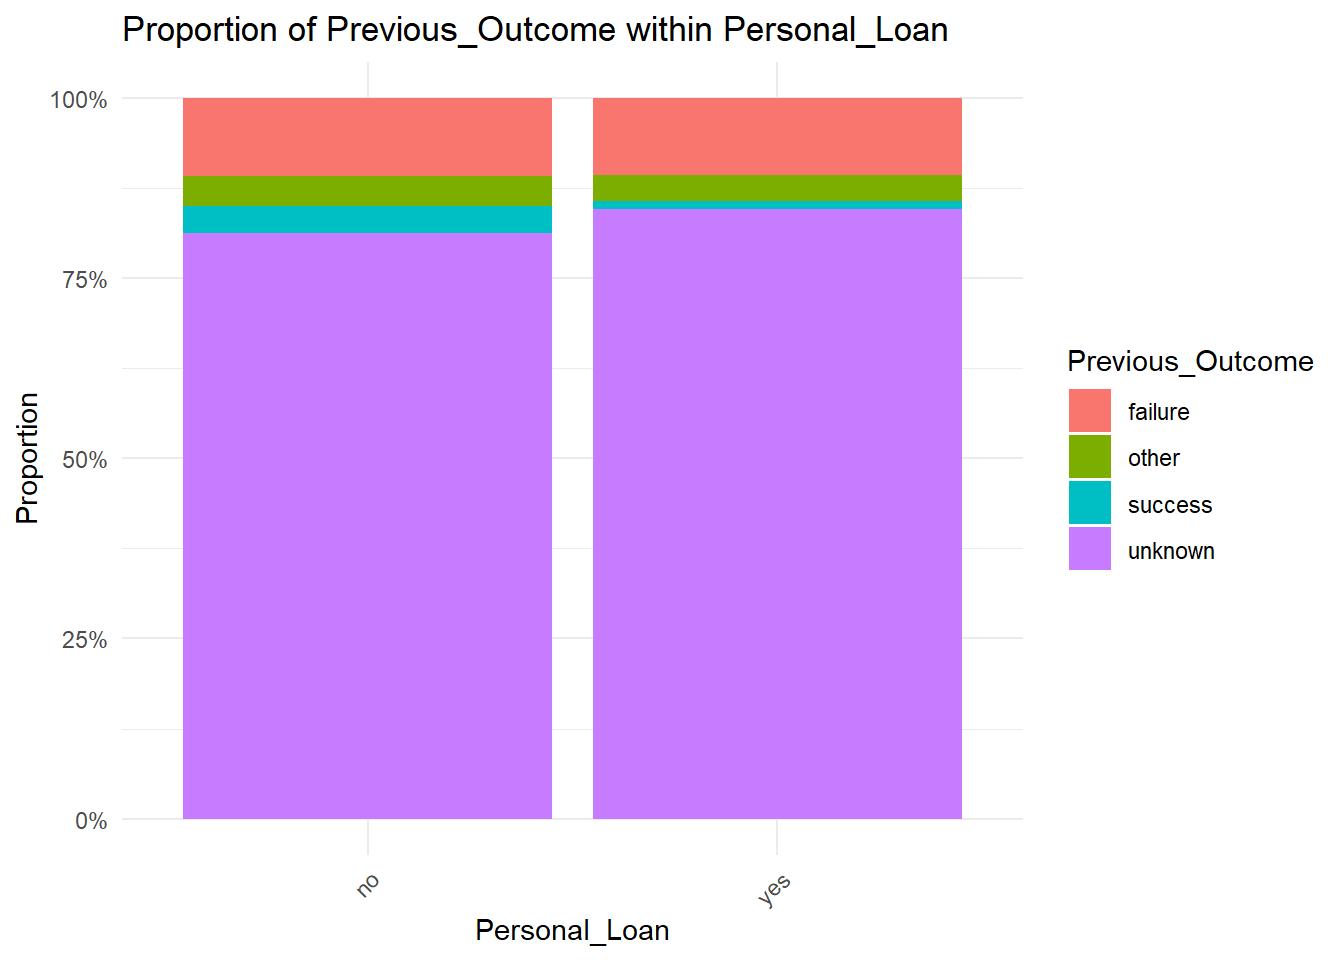 Proportion of Previous_Outcome within Personal_Loan
100%
75%
50%
25%
0%
Proportion
no
yes
Personal_Loan
Previous_Outcome
failure
other
success
unknown